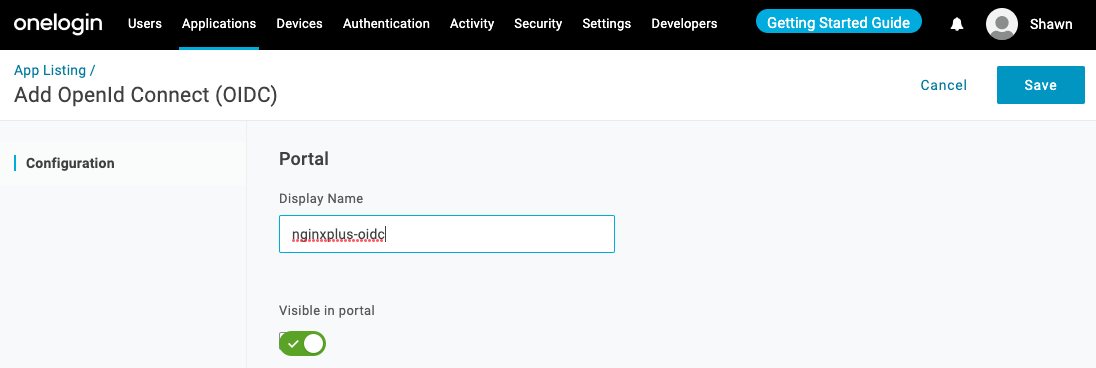 onelogin Users Applications Devices Authentication Activity Security Settings Developers Getting Started Guide Shawn
App Listing /
Add OpenId Connect (OIDC)
Cancel Save
Configuration
Portal
Display Name
nginxplus-oidc
Visible in portal